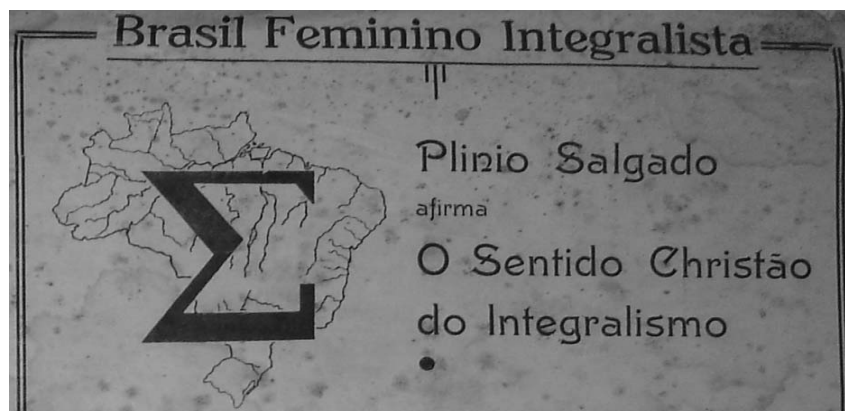 Brasil Feminino Integralista
Σ
Plinio Salgado
afirma
O Sentido Christão
do Integralismo